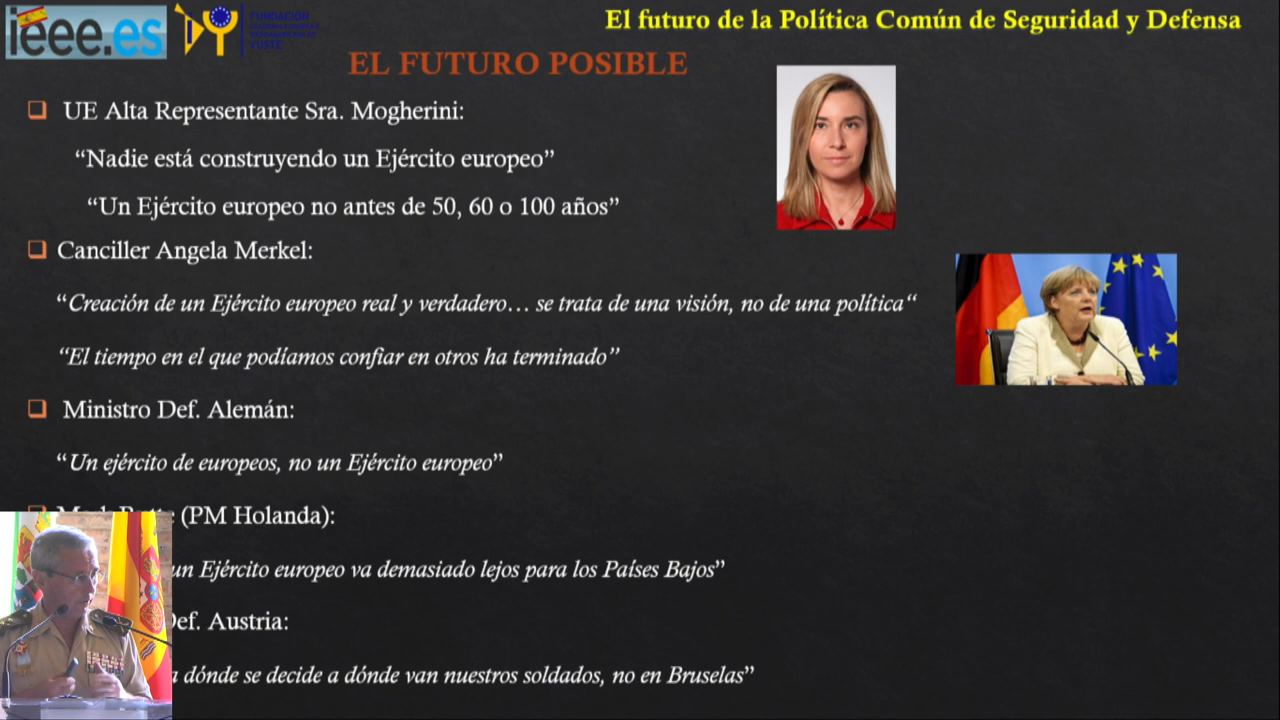 ieee.es
FUNDACIÓN
YUSTE
El futuro de la Política Común de Seguridad y Defensa
EL FUTURO POSIBLE
UE Alta Representante Sra. Mogherini:
“Nadie está construyendo un Ejército europeo”
“Un Ejército europeo no antes de 50, 60 o 100 años”
Canciller Angela Merkel:
“Creación de un Ejército europeo real y verdadero… se trata de una visión, no de una política“
“El tiempo en el que podíamos confiar en otros ha terminado”
Ministro Def. Alemán:
“Un ejército de europeos, no un Ejército europeo”
(PM Holanda):
un Ejército europeo va demasiado lejos para los Países Bajos”
Def. Austria:
dónde se decide a dónde van nuestros soldados, no en Bruselas”